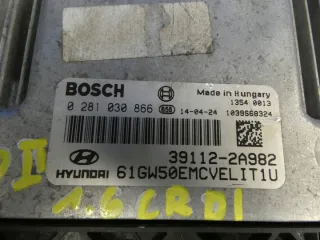 BOSCH
Made in Hungary
1354 0013
0 281 030 866 14-04-24 1039S68324
39112-2A982
HYUNDAI 61GW50EMCVELIT1U
1.6 CRDI